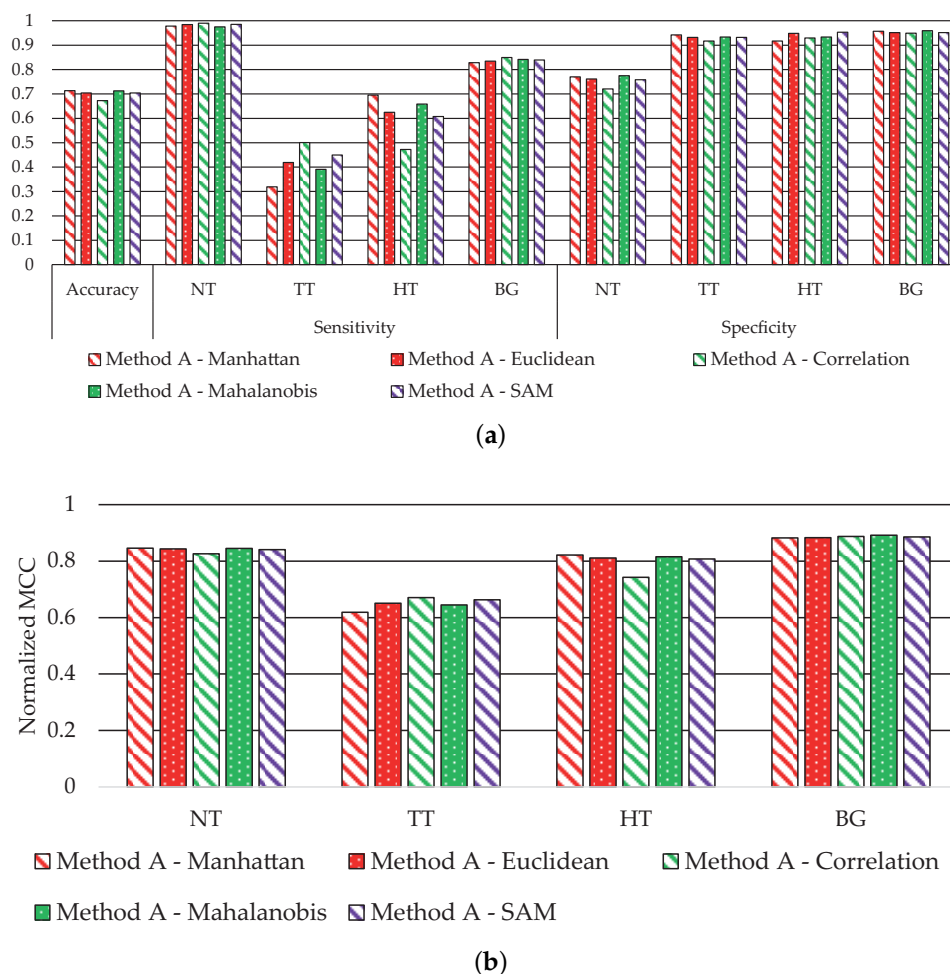 1
0.9
0.8
0.7
0.6
0.5
0.4
0.3
0.2
0.1
0
Accuracy NT TT HT BG NT TT HT BG
Sensitivity Specficity
Method A - Manhattan Method A - Euclidean Method A - Correlation
Method A - Mahalanobis Method A - SAM
(a)
Normalized MCC
1
0.8
0.6
0.4
0.2
0
NT TT HT BG
Method A - Manhattan Method A - Euclidean Method A - Correlation
Method A - Mahalanobis Method A - SAM
(b)